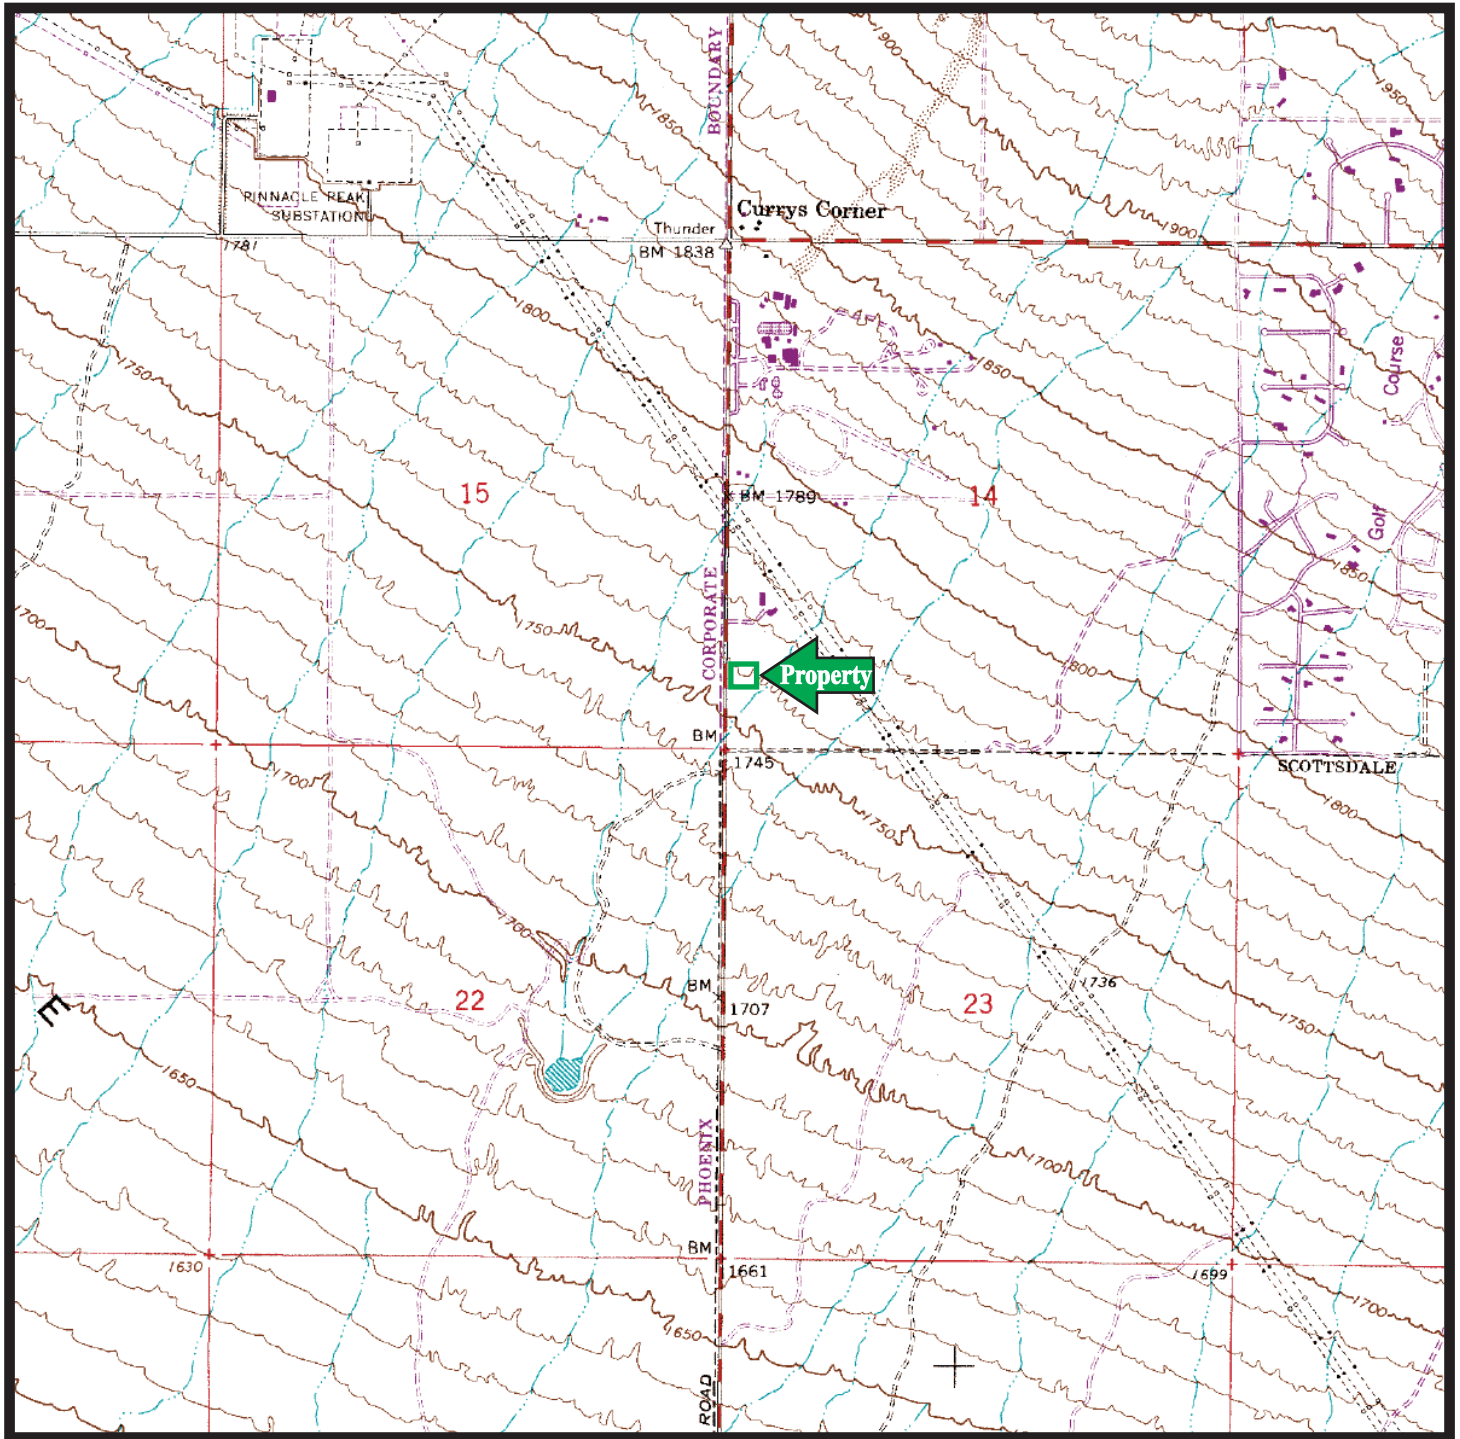 1900
1950
BOUNDARY
1850
PINNACLE PEAK
SUBSTATION
Currys Corner
Thunder
1900
1781
BM 1838
1800
1750
1850
Course
15
BM 1789
14
Golf
1850
CORPORATE
1700
1750
1800
Property
BM
1745
SCOTTSDALE
1700
1800
1750
1700
1736
BM
22
1707
23
1750
E
1650
PHOENIX
1700
BM
1630
1661
1699
1700
1650
ROAD